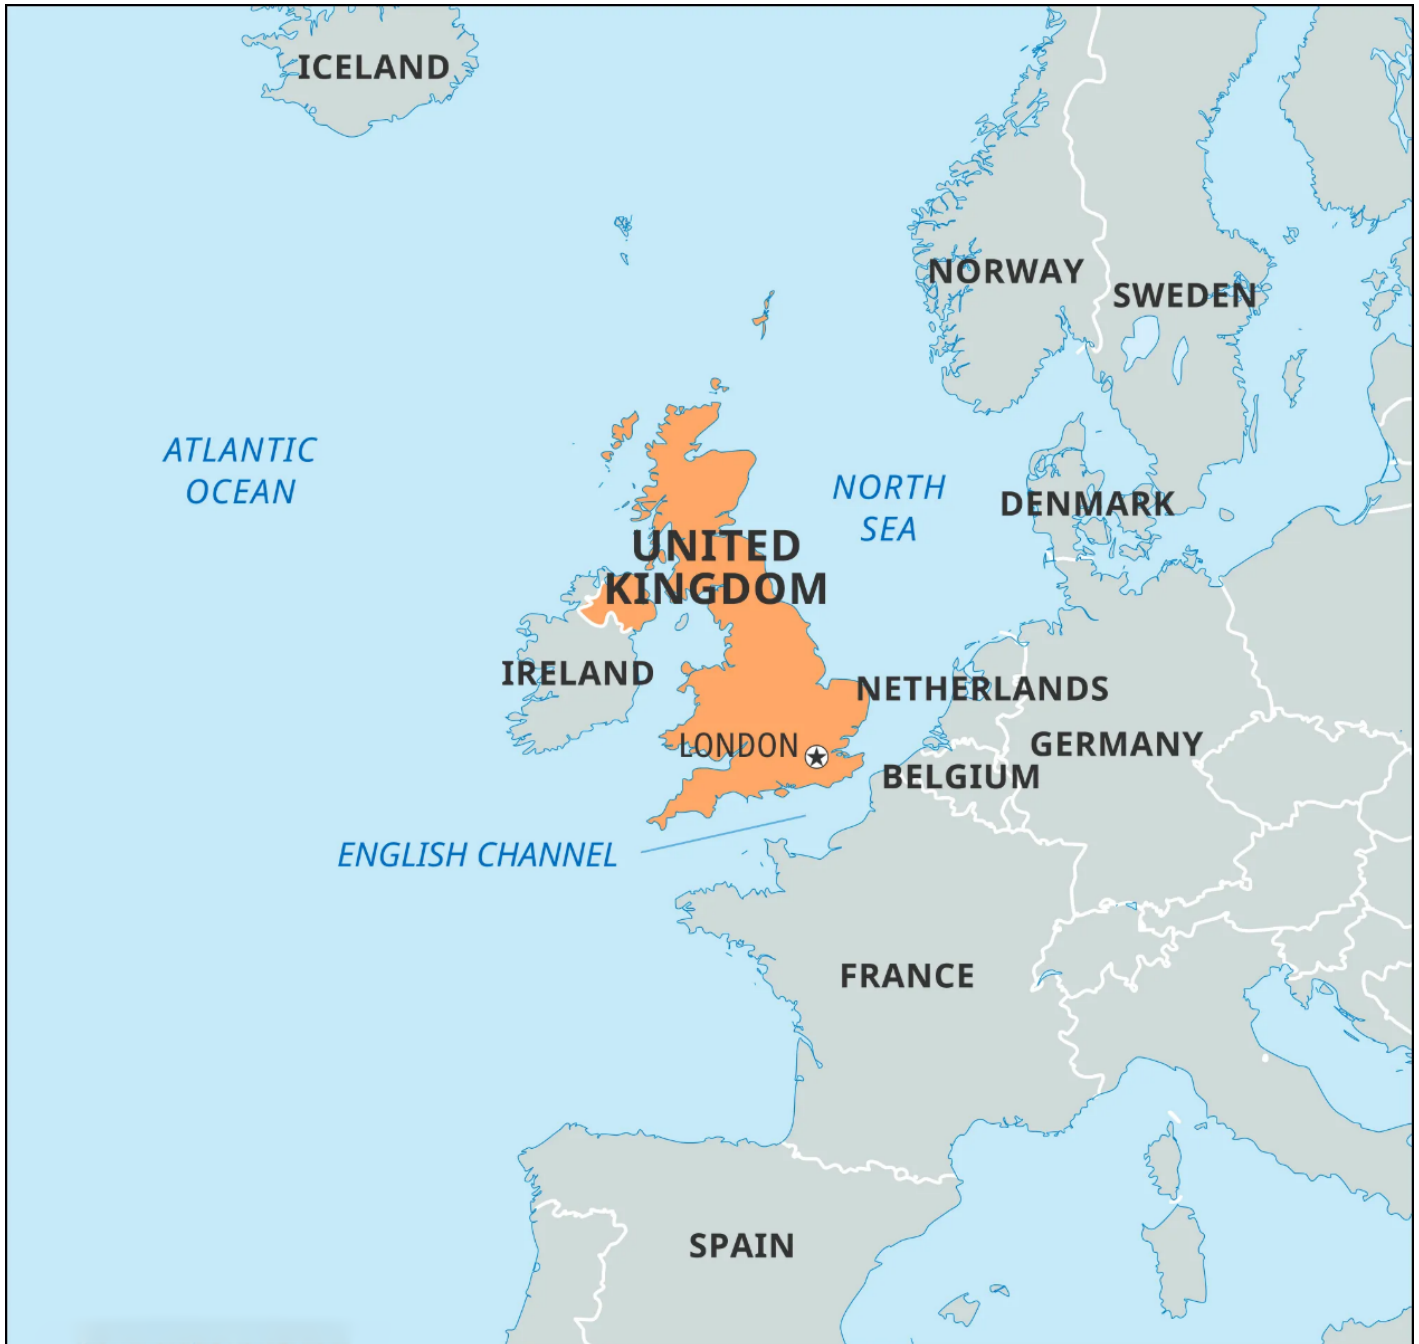 ICELAND
NORWAY
SWEDEN
ATLANTIC
OCEAN
NORTH
SEA
DENMARK
UNITED
KINGDOM
IRELAND
NETHERLANDS
LONDON
GERMANY
BELGIUM
ENGLISH CHANNEL
FRANCE
SPAIN